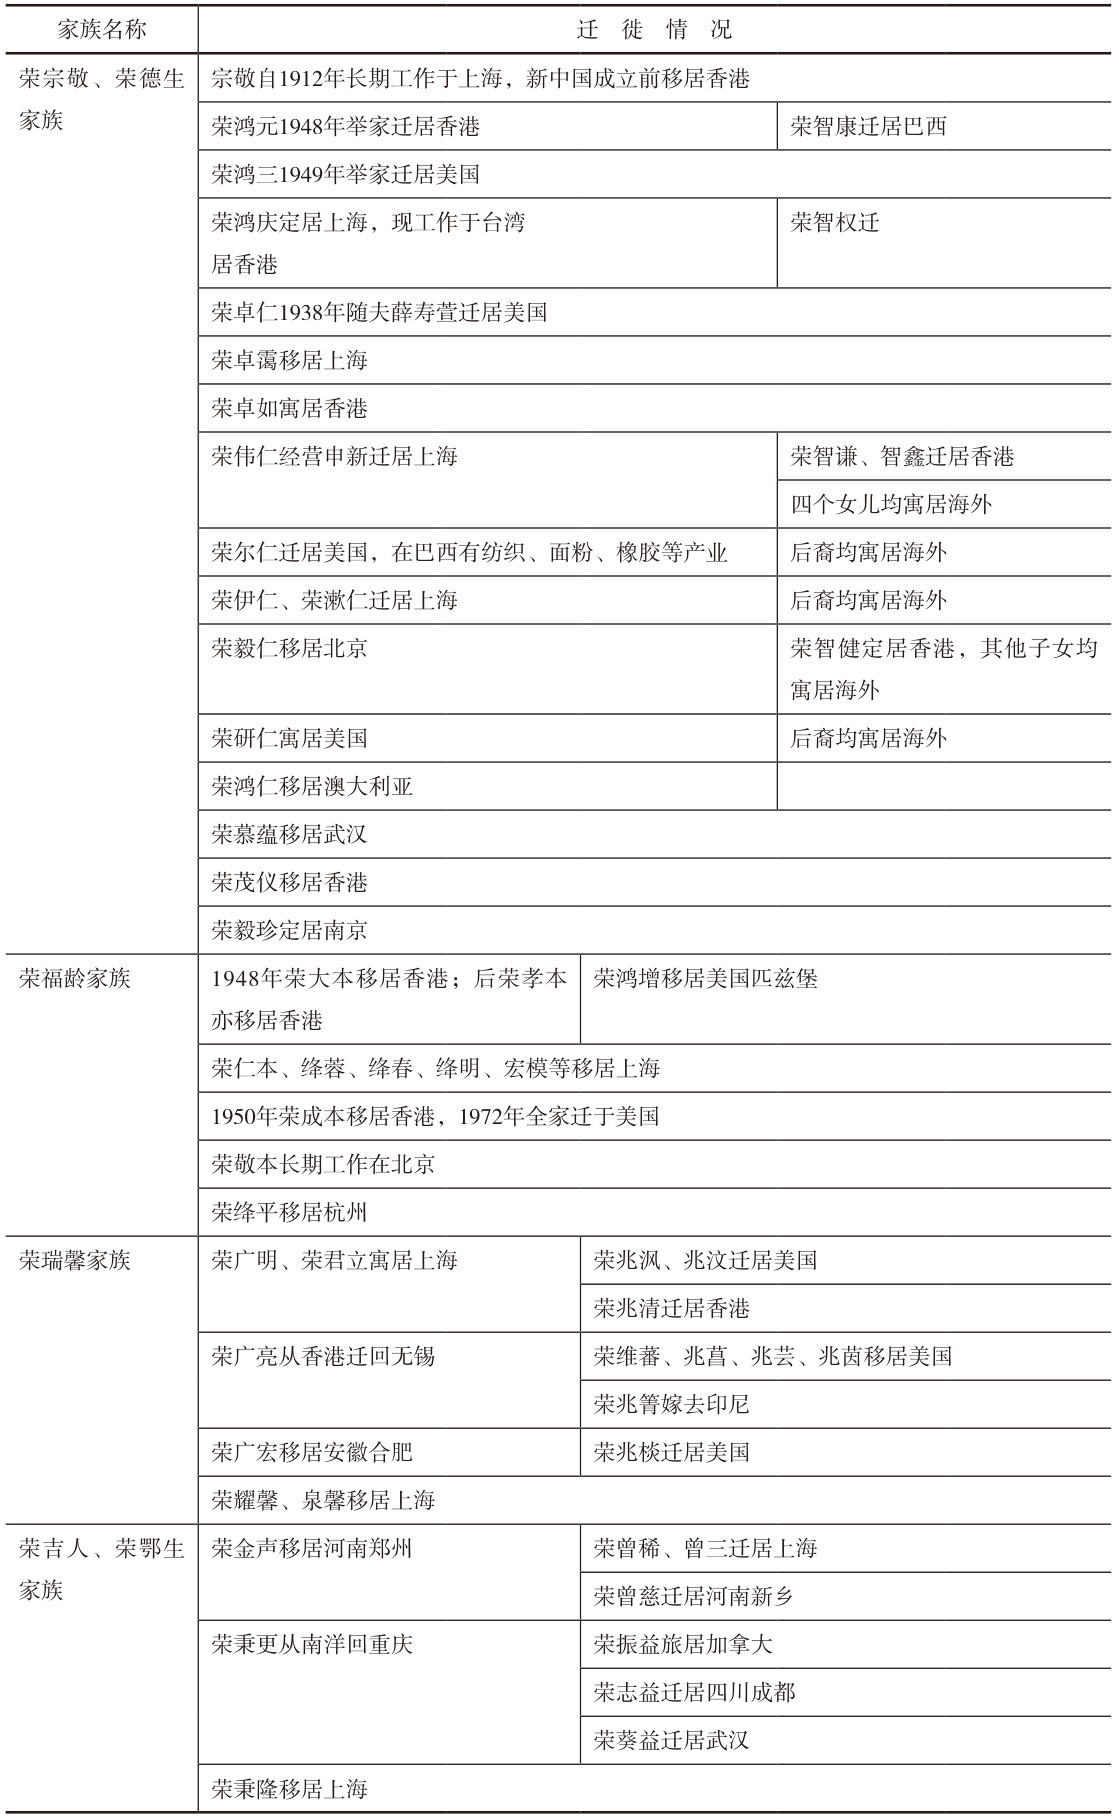 家族名称
迁 徙 情 况
荣宗敬、荣德生
家族
宗敬自1912年长期工作于上海，新中国成立前移居香港
荣鸿元1948年举家迁居香港
荣智康迁居巴西
荣鸿三1949年举家迁居美国
荣鸿庆定居上海，现工作于台湾
居香港
荣智权迁
荣卓仁1938年随夫薛寿萱迁居美国
荣卓霭移居上海
荣卓如寓居香港
荣伟仁经营申新迁居上海
荣智谦、智鑫迁居香港
四个女儿均寓居海外
荣尔仁迁居美国，在巴西有纺织、面粉、橡胶等产业
后裔均寓居海外
荣伊仁、荣漱仁迁居上海
后裔均寓居海外
荣毅仁移居北京
荣智健定居香港，其他子女均
寓居海外
荣研仁寓居美国
后裔均寓居海外
荣鸿仁移居澳大利亚
荣慕蕴移居武汉
荣茂仪移居香港
荣毅珍定居南京
荣福龄家族
1948年荣大本移居香港；后荣孝本
亦移居香港
荣鸿增移居美国匹兹堡
荣仁本、绛蓉、绛春、绛明、宏模等移居上海
1950年荣成本移居香港，1972年全家迁于美国
荣敬本长期工作在北京
荣绛平移居杭州
荣瑞馨家族
荣广明、荣君立寓居上海
荣兆沨、兆汶迁居美国
荣兆清迁居香港
荣广亮从香港迁回无锡
荣维蕃、兆菖、兆芸、兆茵移居美国
荣兆箐嫁去印尼
荣广宏移居安徽合肥
荣兆棪迁居美国
荣耀馨、泉馨移居上海
荣吉人、荣鄂生
家族
荣金声移居河南郑州
荣曾稀、曾三迁居上海
荣曾慈迁居河南新乡
荣秉更从南洋回重庆
荣振益旅居加拿大
荣志益迁居四川成都
荣葵益迁居武汉
荣秉隆移居上海